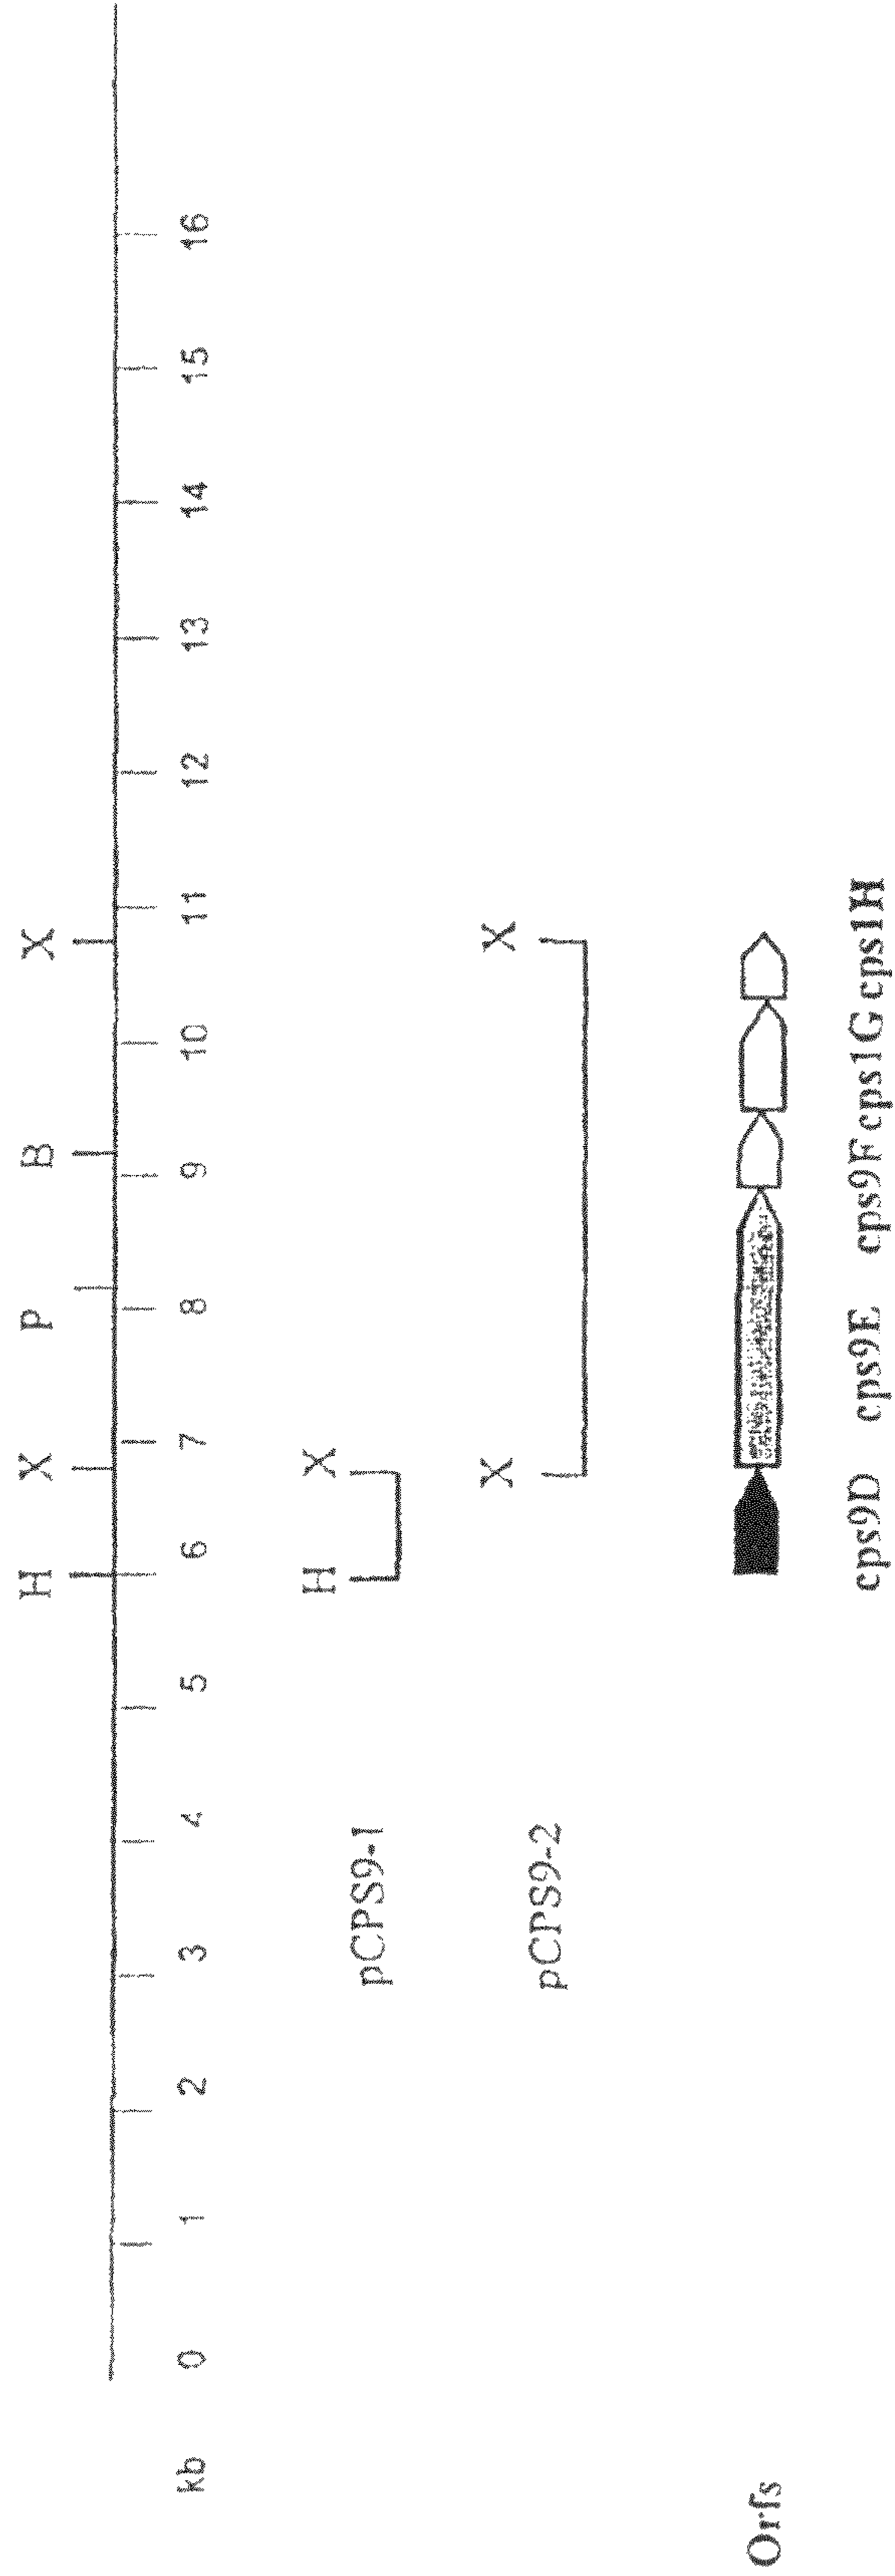 H X P B X
kb 0 1 2 3 4 5 6 7 8 9 10 11 12 13 14 15 16
H X
pCPS9-1
X X
pCPS9-2
Orfs
cps9D cps9E cps9F cps1G cps1H